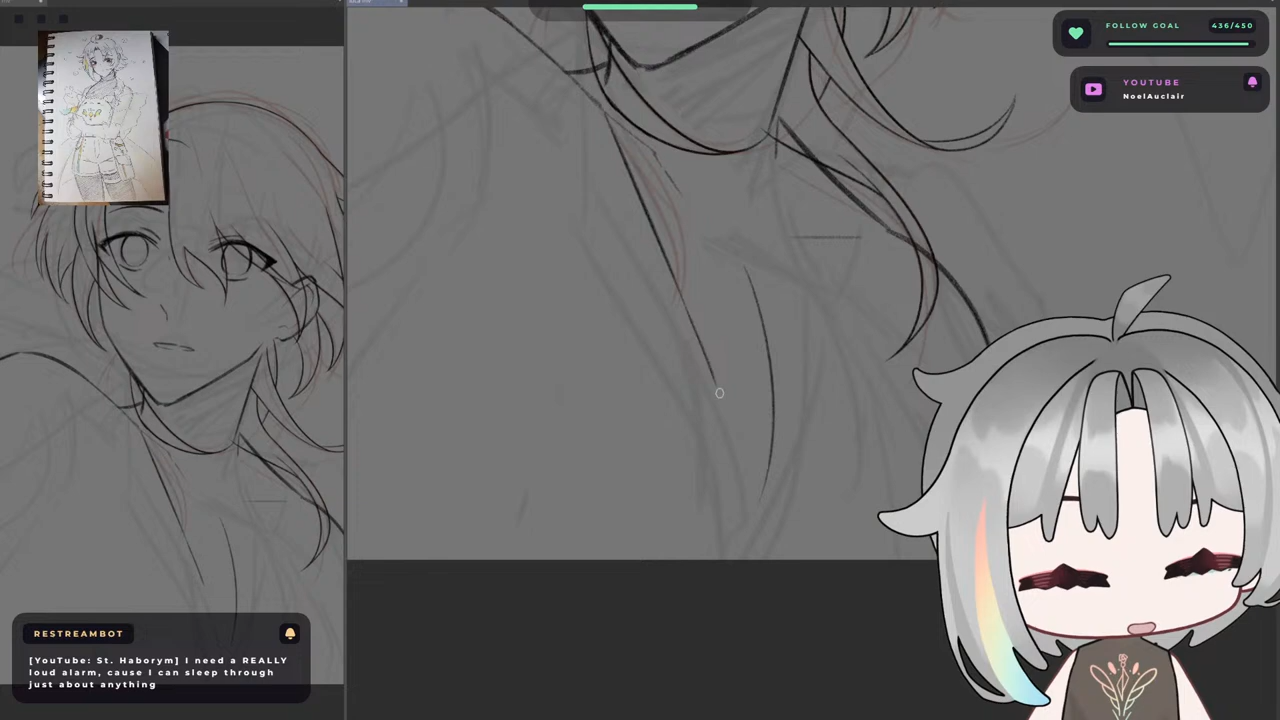 FOLLOW GOAL 436/450
YOUTUBE
NoelAuclair
RESTREAMBOT
[YouTube: St. Haborym] I need a REALLY
loud alarm, cause I can sleep through
just about anything